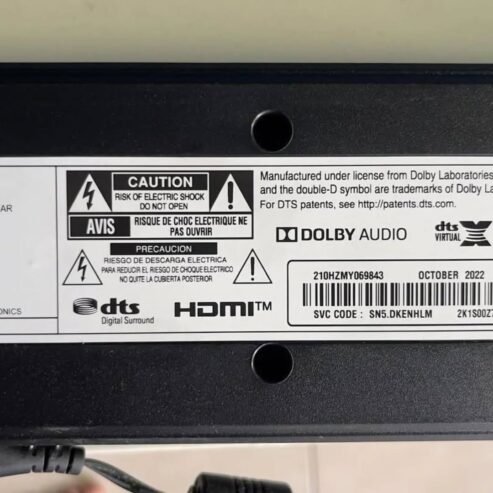 AR
ONICS
CAUTION
RISK OF ELECTRIC SHOCK
DO NOT OPEN
AVIS
RISQUE DE CHOC ELECTRIQUE NE
PAS OUVRIR
PRECAUCION
RIESGO DE DESCARGA ELECTRICA
PARA REDUCIR EL RIESGO DE CHOQUE ELECTRICO
NO QUITE LA CUBIERTA POSTERIOR
dts
Digital Surround
HDMI™
Manufactured under license from Dolby Laboratories
and the double-D symbol are trademarks of Dolby La
For DTS patents, see http://patents.dts.com.
DOLBY AUDIO
dts
VIRTUAL X
210HZMY069843 OCTOBER 2022
SVC CODE : SN5.DKENHLM 2K1S00Z7